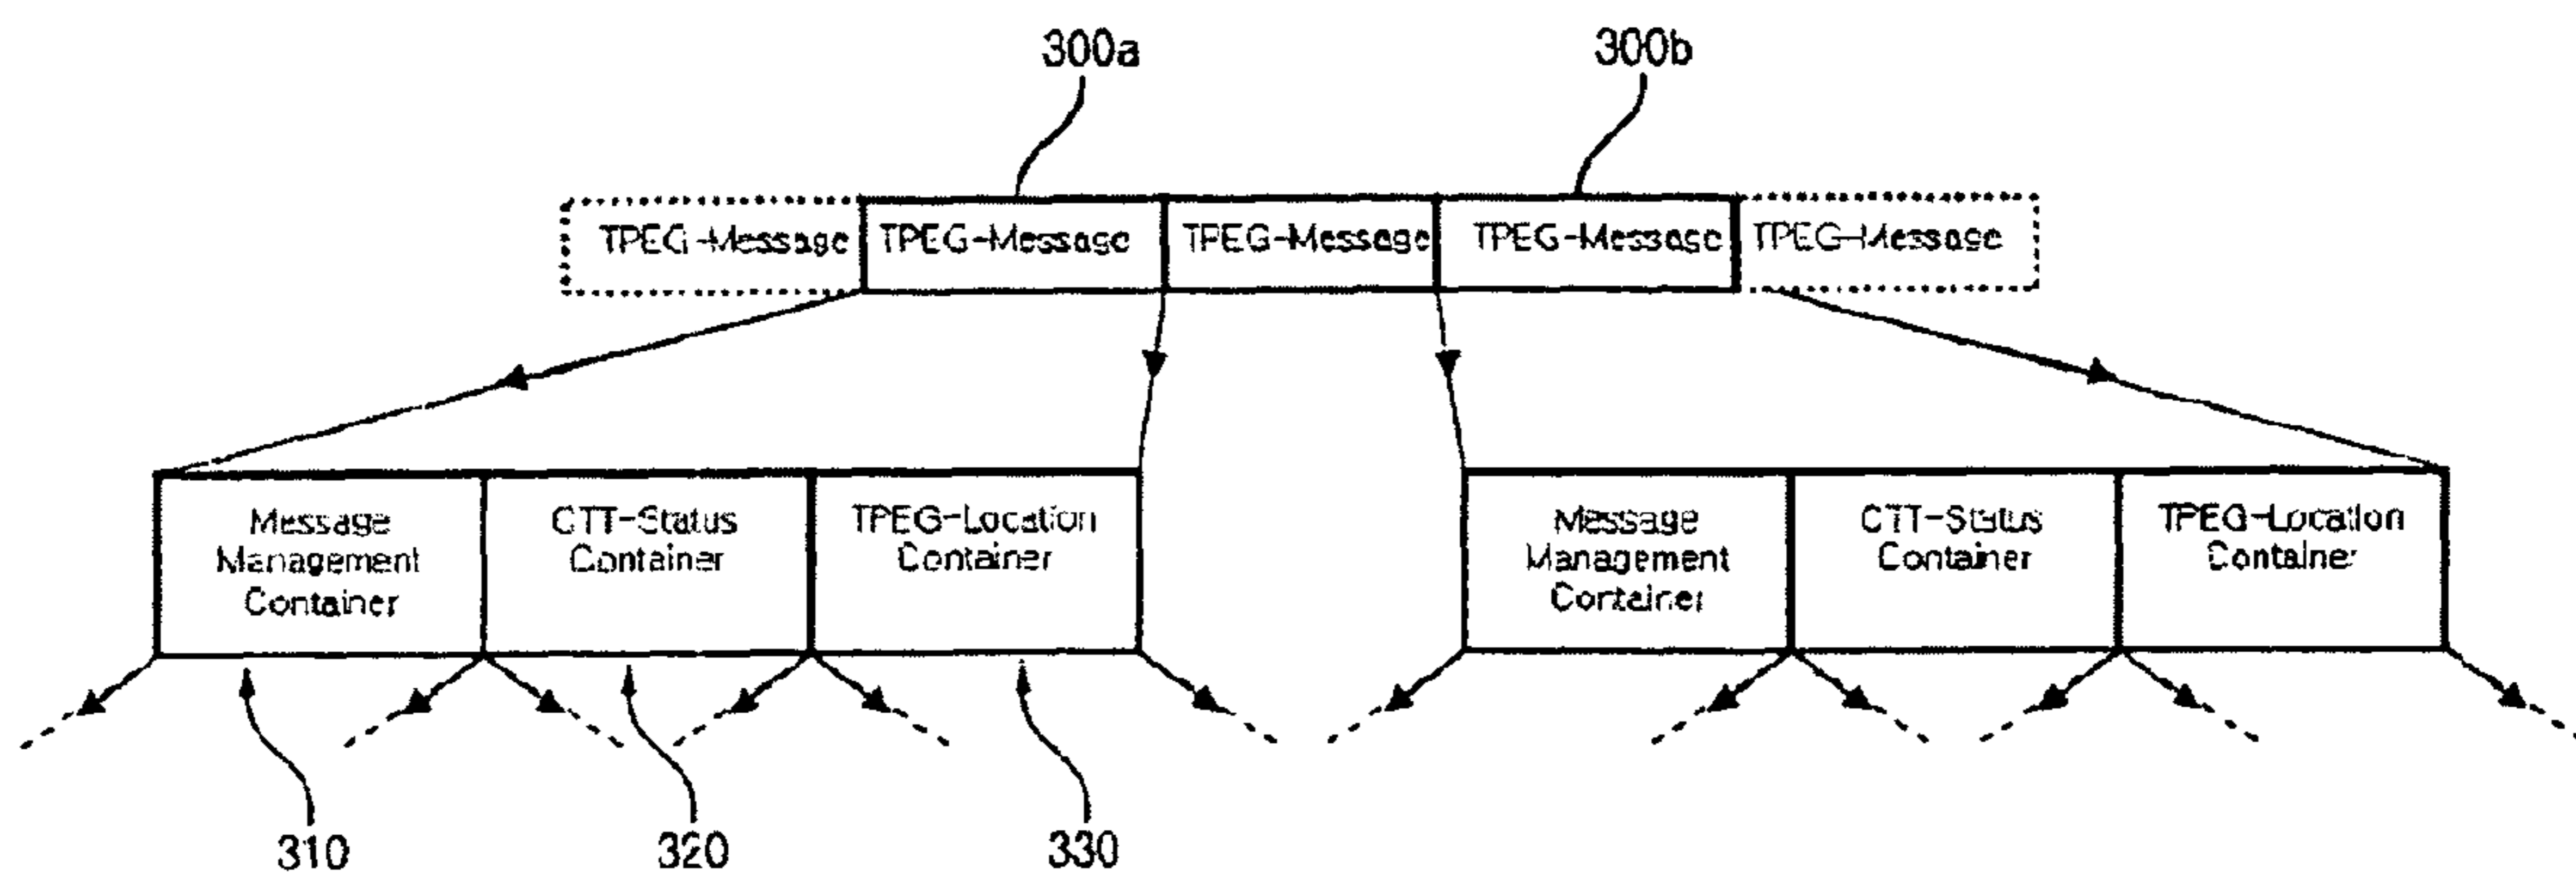 300a
300b
TPEG-Message
TPEG-Message
TPEG-Message
TPEG-Message
TPEG-Message
Message
Management
Container
CTT-Status
Container
TPEG-Location
Container
Message
Management
Container
CTT-Status
Container
TPEG-Location
Container
310
320
330